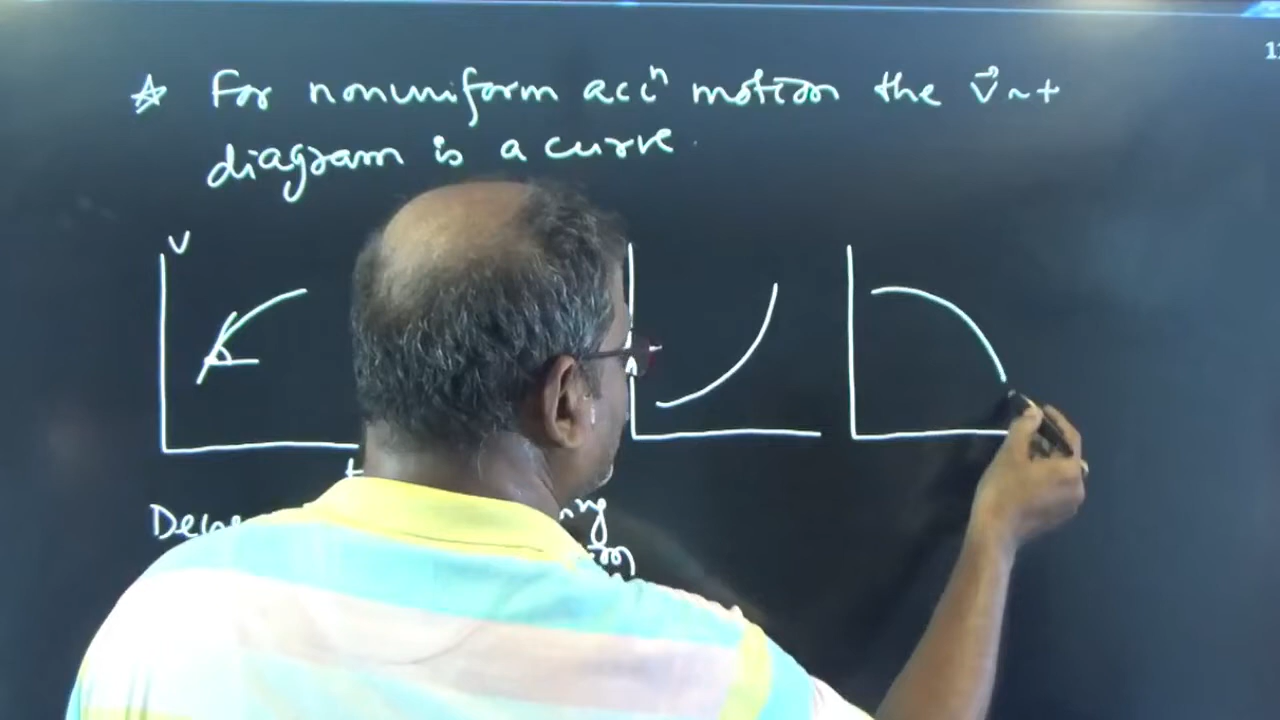 ☆ For nonuniform accⁿ motion the v⃗ ~ t
diagram is a curve.
v
t